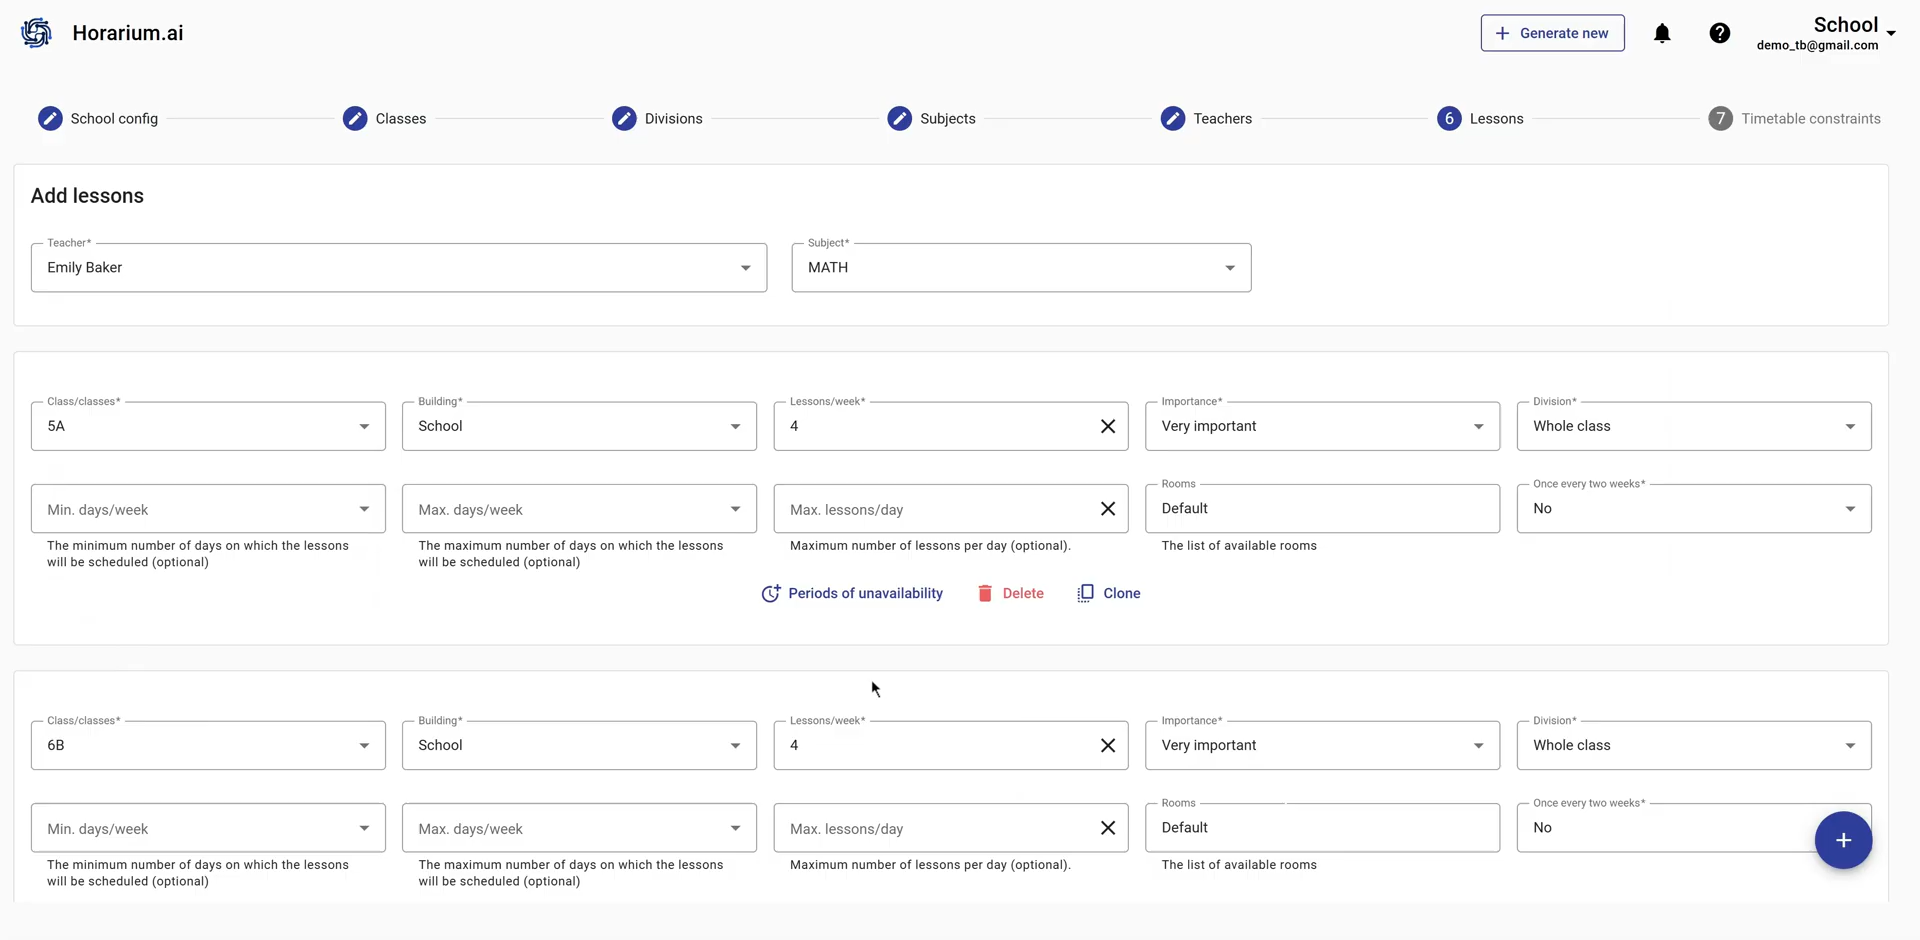 Horarium.ai
Generate new
School
demo_tb@gmail.com
School config
Classes
Divisions
Subjects
Teachers
6 Lessons
7 Timetable constraints
Add lessons
Teacher*
Emily Baker
Subject*
MATH
Class/classes*
5A
Building*
School
Lessons/week*
4
Importance*
Very important
Division*
Whole class
Min. days/week
The minimum number of days on which the lessons
will be scheduled (optional)
Max. days/week
The maximum number of days on which the lessons
will be scheduled (optional)
Max. lessons/day
Maximum number of lessons per day (optional).
Rooms
Default
The list of available rooms
Once every two weeks*
No
Periods of unavailability
Delete
Clone
Class/classes*
6B
Building*
School
Lessons/week*
4
Importance*
Very important
Division*
Whole class
Min. days/week
The minimum number of days on which the lessons
will be scheduled (optional)
Max. days/week
The maximum number of days on which the lessons
will be scheduled (optional)
Max. lessons/day
Maximum number of lessons per day (optional).
Rooms
Default
The list of available rooms
Once every two weeks*
No